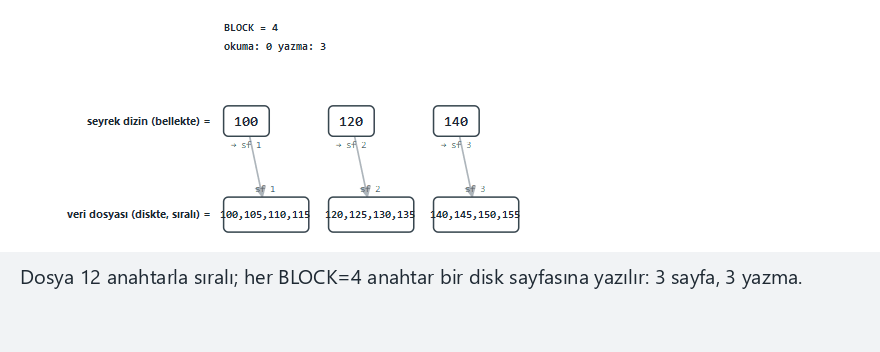 BLOCK = 4
okuma: 0 yazma: 3
seyrek dizin (bellekte) = 100 120 140
→ sf 1 → sf 2 → sf 3
sf 1 sf 2 sf 3
veri dosyası (diskte, sıralı) = 100,105,110,115 120,125,130,135 140,145,150,155
Dosya 12 anahtarla sıralı; her BLOCK=4 anahtar bir disk sayfasına yazılır: 3 sayfa, 3 yazma.